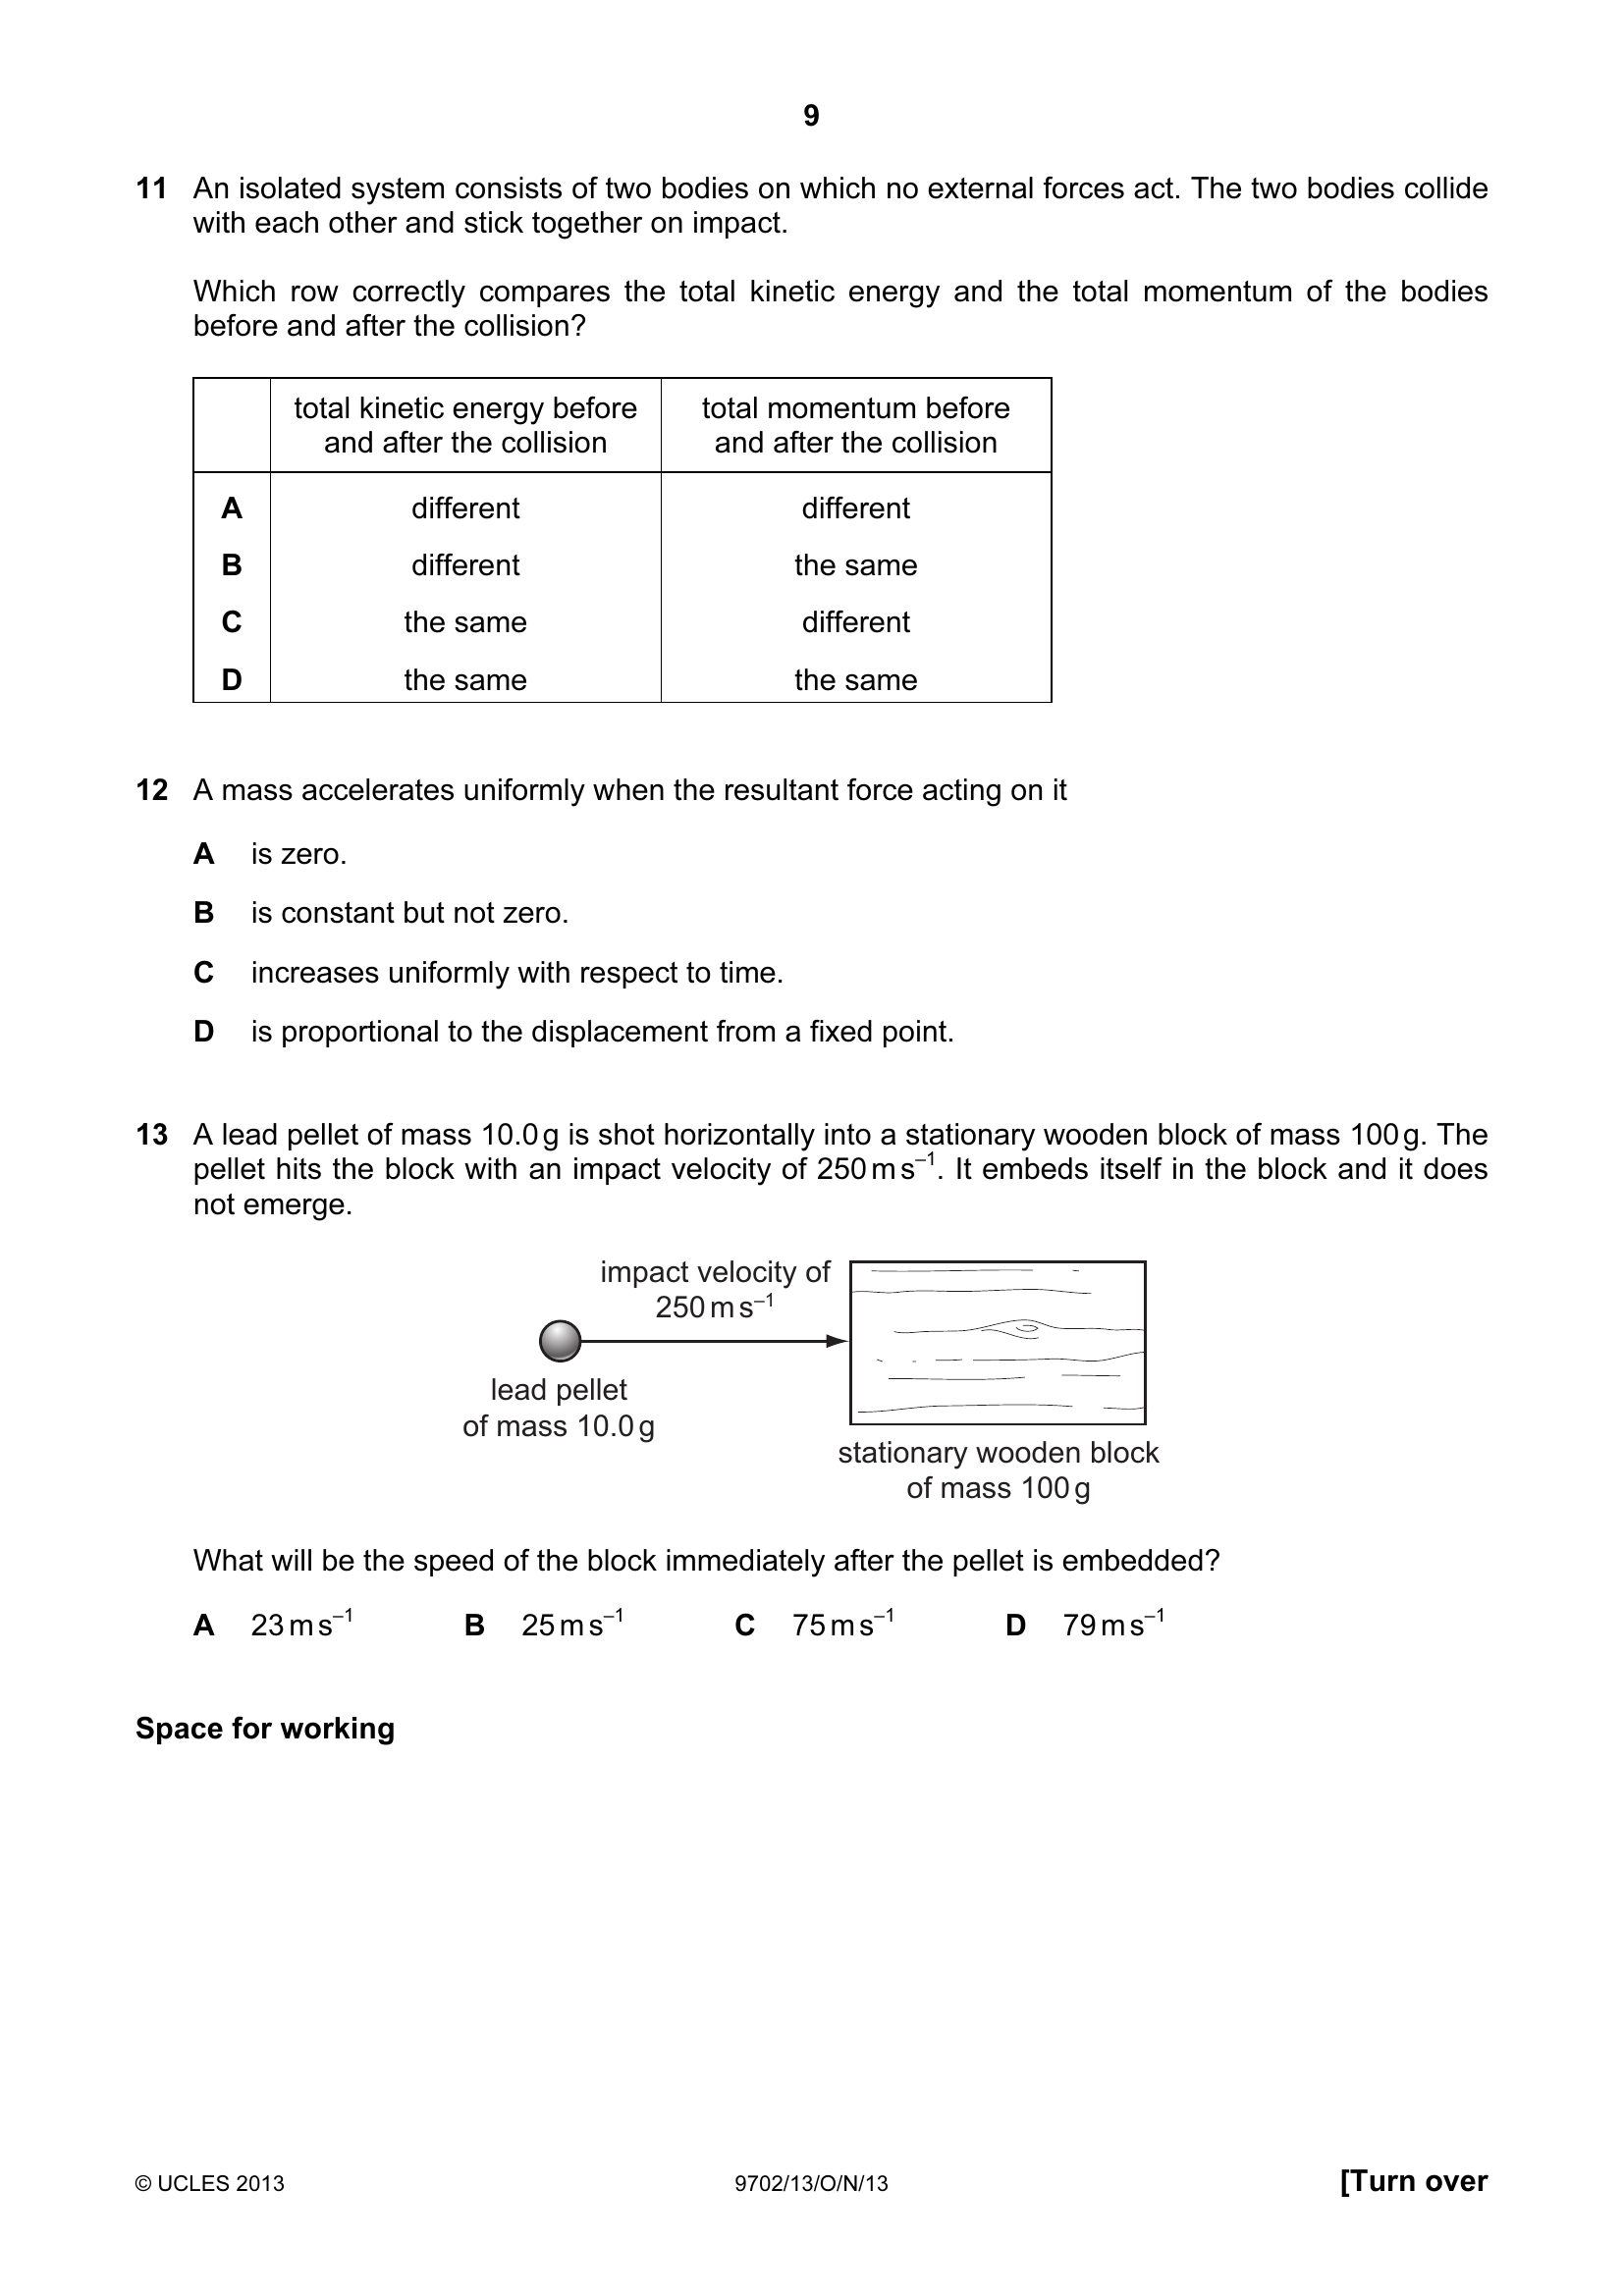 9
11 An isolated system consists of two bodies on which no external forces act. The two bodies collide
with each other and stick together on impact.
Which row correctly compares the total kinetic energy and the total momentum of the bodies
before and after the collision?
total kinetic energy before
and after the collision
total momentum before
and after the collision
A different different
B different the same
C the same different
D the same the same
12 A mass accelerates uniformly when the resultant force acting on it
A is zero.
B is constant but not zero.
C increases uniformly with respect to time.
D is proportional to the displacement from a fixed point.
13 A lead pellet of mass 10.0 g is shot horizontally into a stationary wooden block of mass 100 g. The
pellet hits the block with an impact velocity of 250 m s⁻¹. It embeds itself in the block and it does
not emerge.
impact velocity of
250 m s⁻¹
lead pellet
of mass 10.0 g
stationary wooden block
of mass 100 g
What will be the speed of the block immediately after the pellet is embedded?
A 23 m s⁻¹ B 25 m s⁻¹ C 75 m s⁻¹ D 79 m s⁻¹
Space for working
© UCLES 2013 9702/13/O/N/13 [Turn over